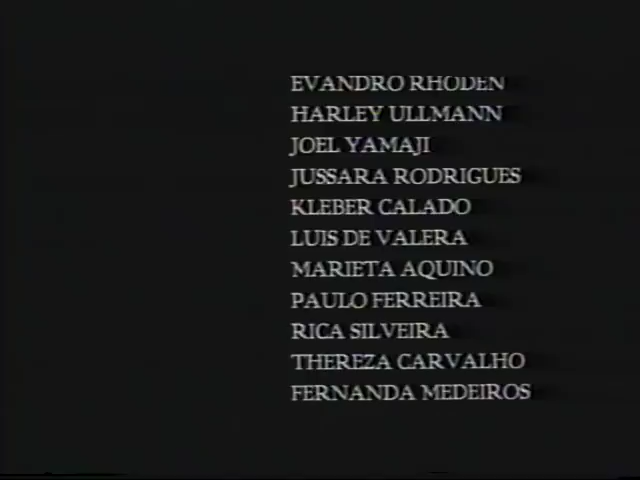 EVANDRO RHODEN
HARLEY ULLMANN
JOEL YAMAJI
JUSSARA RODRIGUES
KLEBER CALADO
LUIS DE VALERA
MARIETA AQUINO
PAULO FERREIRA
RICA SILVEIRA
THEREZA CARVALHO
FERNANDA MEDEIROS